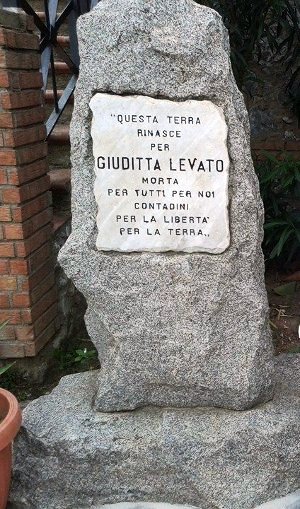 "QUESTA TERRA
RINASCE
PER
GIUDITTA LEVATO
MORTA
PER TUTTI PER NOI
CONTADINI
PER LA LIBERTA'
PER LA TERRA„